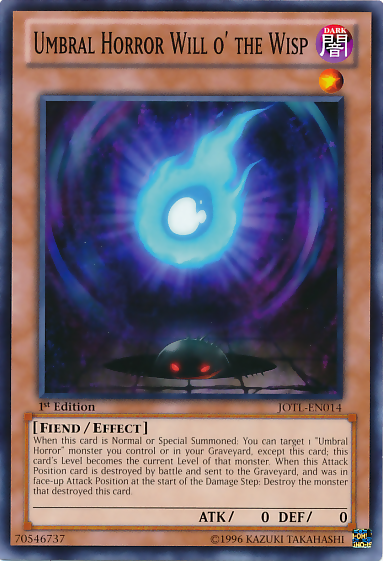 UMBRAL HORROR WILL O' THE WISP
DARK
闇
1st Edition
JOTL-EN014
[FIEND / EFFECT]
When this card is Normal or Special Summoned: You can target 1 "Umbral
Horror" monster you control or in your Graveyard, except this card; this
card's Level becomes the current Level of that monster. When this Attack
Position card is destroyed by battle and sent to the Graveyard, and was in
face-up Attack Position at the start of the Damage Step: Destroy the monster
that destroyed this card.
ATK / 0 DEF / 0
70546737
©1996 KAZUKI TAKAHASHI